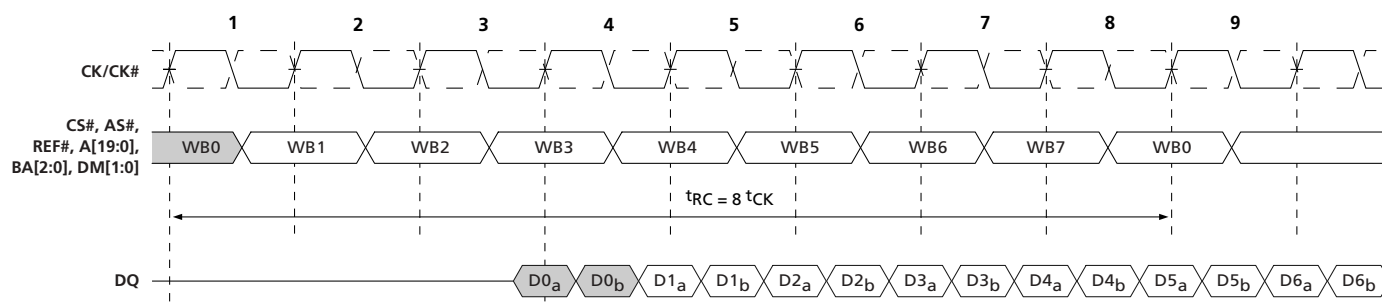 1 2 3 4 5 6 7 8 9
CK/CK#
CS#, AS#,
REF#, A[19:0],
BA[2:0], DM[1:0]
WB0 WB1 WB2 WB3 WB4 WB5 WB6 WB7 WB0
tRC = 8 tCK
DQ
D0a D0b D1a D1b D2a D2b D3a D3b D4a D4b D5a D5b D6a D6b